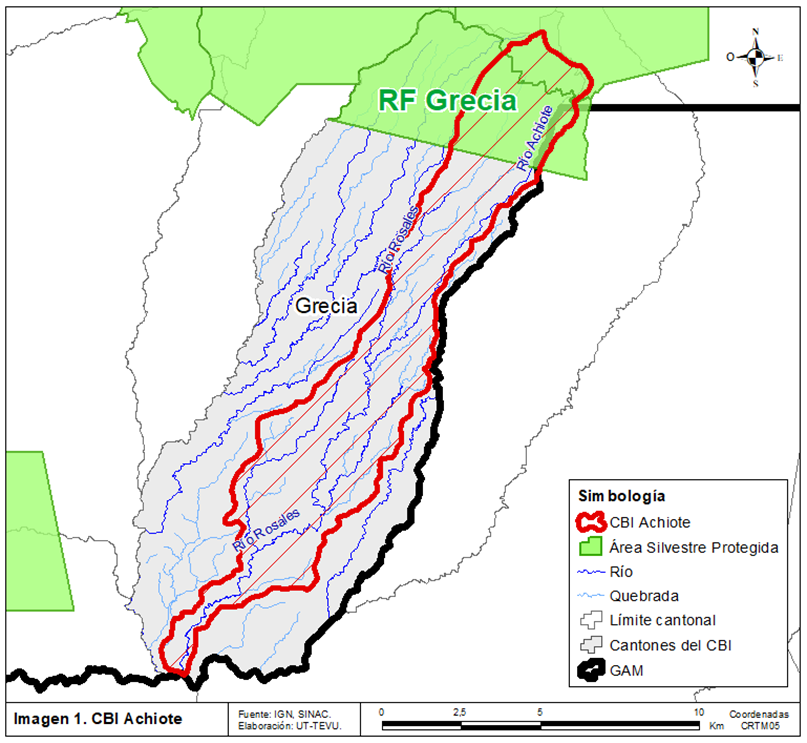 N
O
E
S
RF Grecia
Río Achiote
Río Rosales
Grecia
Río Rosales
Simbología
CBI Achiote
Área Silvestre Protegida
Río
Quebrada
Límite cantonal
Cantones del CBI
GAM
Imagen 1. CBI Achiote
Fuente: IGN, SINAC.
Elaboración: UT-TEVU.
0 2,5 5 10
Km
Coordenadas
CRTM05